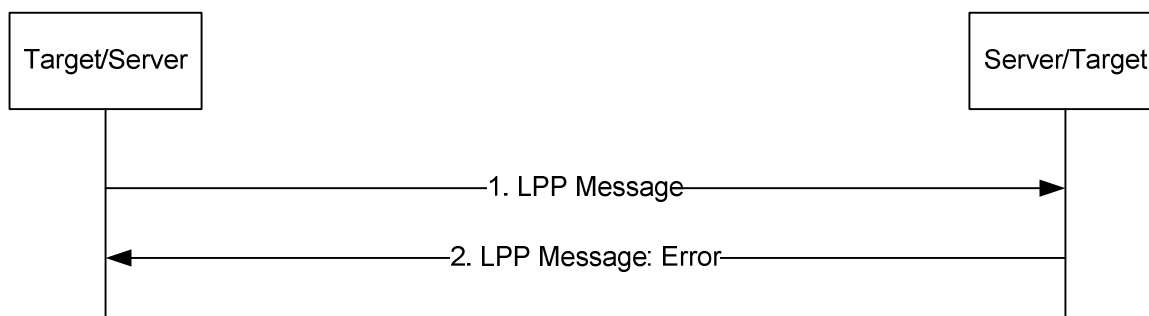 Target/Server
Server/Target
1. LPP Message
2. LPP Message: Error